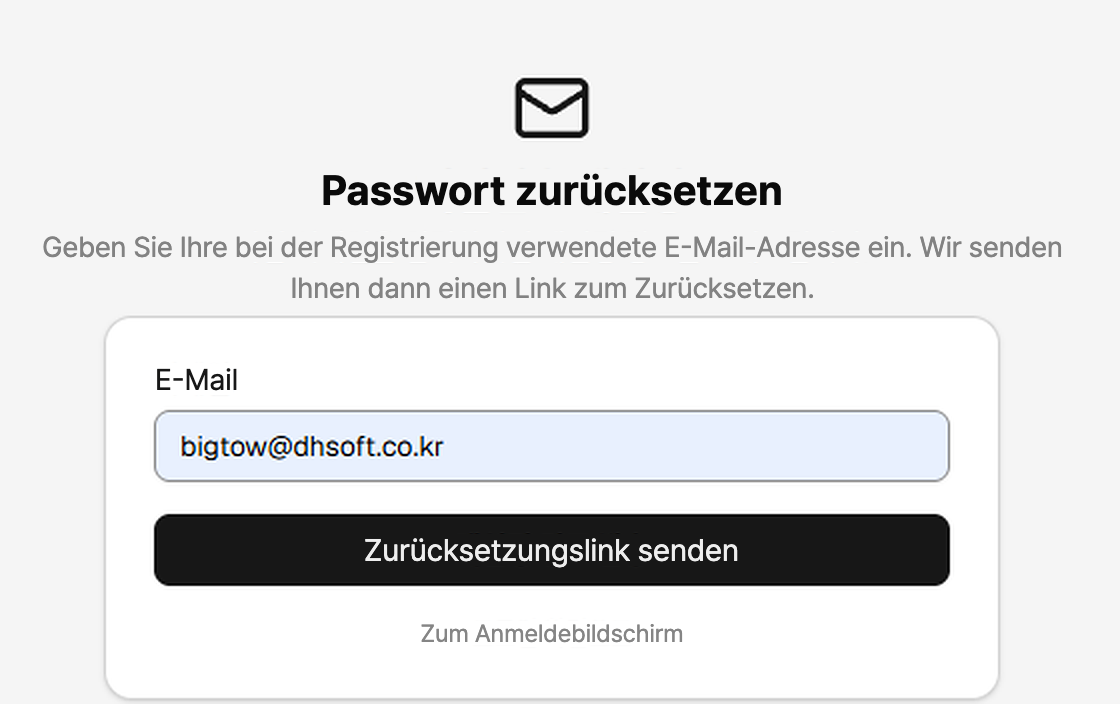 Passwort zurücksetzen
Geben Sie Ihre bei der Registrierung verwendete E-Mail-Adresse ein. Wir senden
Ihnen dann einen Link zum Zurücksetzen.
E-Mail
bigtow@dhsoft.co.kr
Zurücksetzungslink senden
Zum Anmeldebildschirm